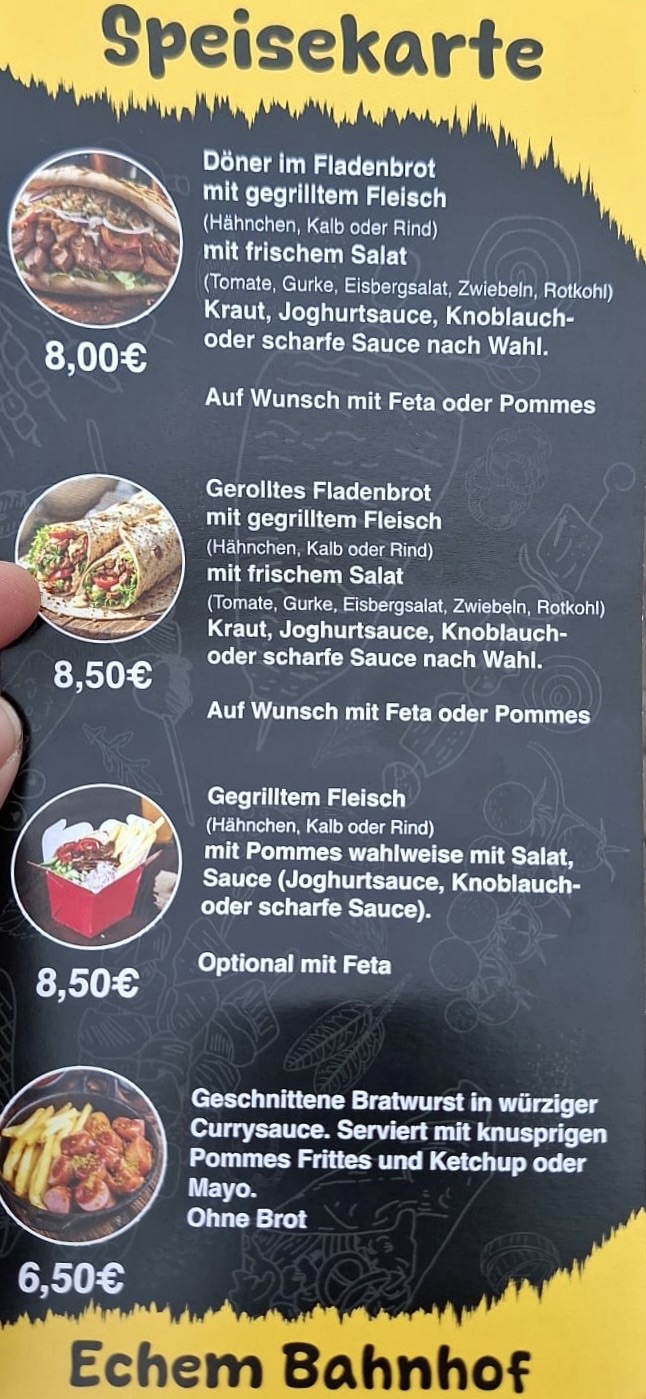 Speisekarte
Döner im Fladenbrot
mit gegrilltem Fleisch
(Hähnchen, Kalb oder Rind)
mit frischem Salat
(Tomate, Gurke, Eisbergsalat, Zwiebeln, Rotkohl)
Kraut, Joghurtsauce, Knoblauch-
oder scharfe Sauce nach Wahl.
8,00€
Auf Wunsch mit Feta oder Pommes
Gerolltes Fladenbrot
mit gegrilltem Fleisch
(Hähnchen, Kalb oder Rind)
mit frischem Salat
(Tomate, Gurke, Eisbergsalat, Zwiebeln, Rotkohl)
Kraut, Joghurtsauce, Knoblauch-
oder scharfe Sauce nach Wahl.
8,50€
Auf Wunsch mit Feta oder Pommes
Gegrilltem Fleisch
(Hähnchen, Kalb oder Rind)
mit Pommes wahlweise mit Salat,
Sauce (Joghurtsauce, Knoblauch-
oder scharfe Sauce).
Optional mit Feta
8,50€
Geschnittene Bratwurst in würziger
Currysauce. Serviert mit knusprigen
Pommes Frittes und Ketchup oder
Mayo.
Ohne Brot
6,50€
Echem Bahnhof